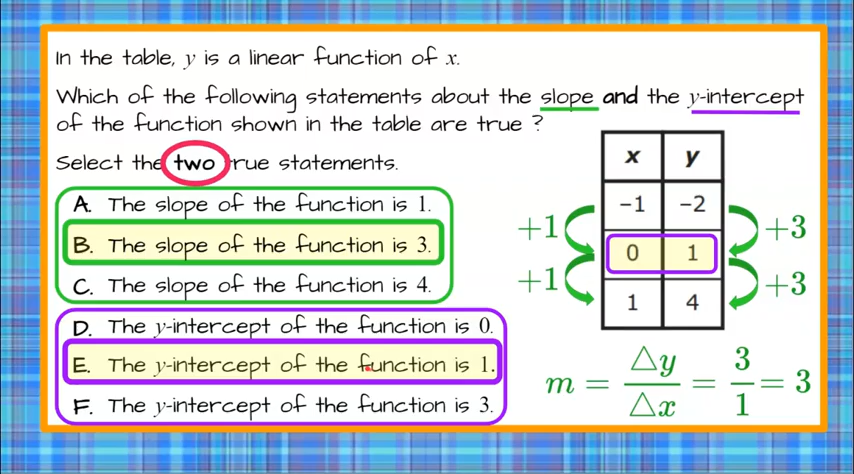 In the table, y is a linear function of x.
Which of the following statements about the slope and the y-intercept
of the function shown in the table are true ?
Select the two true statements.
A. The slope of the function is 1.
B. The slope of the function is 3.
C. The slope of the function is 4.
D. The y-intercept of the function is 0.
E. The y-intercept of the function is 1.
F. The y-intercept of the function is 3.
x y
−1 −2
+1 +3
0 1
+1 +3
1 4
m = △y/△x = 3/1 = 3